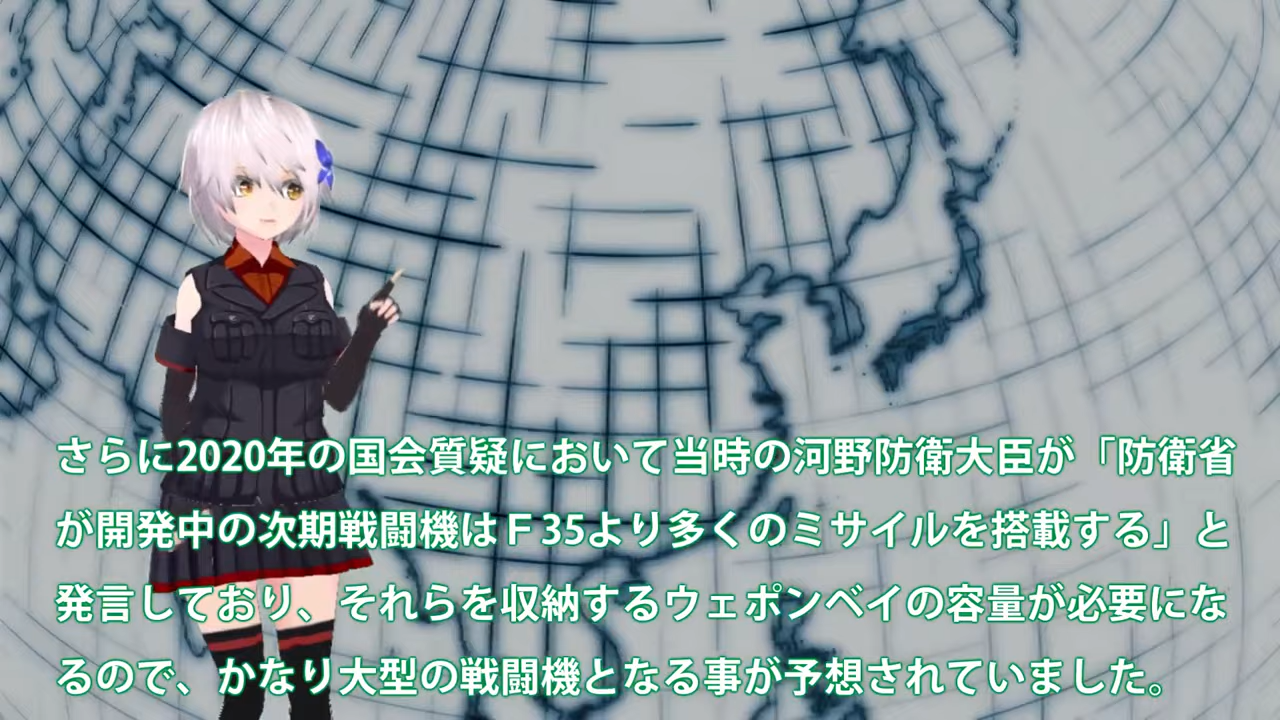 さらに2020年の国会質疑において当時の河野防衛大臣が「防衛省
が開発中の次期戦闘機はＦ35より多くのミサイルを搭載する」と
発言しており、それらを収納するウェポンベイの容量が必要にな
るので、かなり大型の戦闘機となる事が予想されていました。